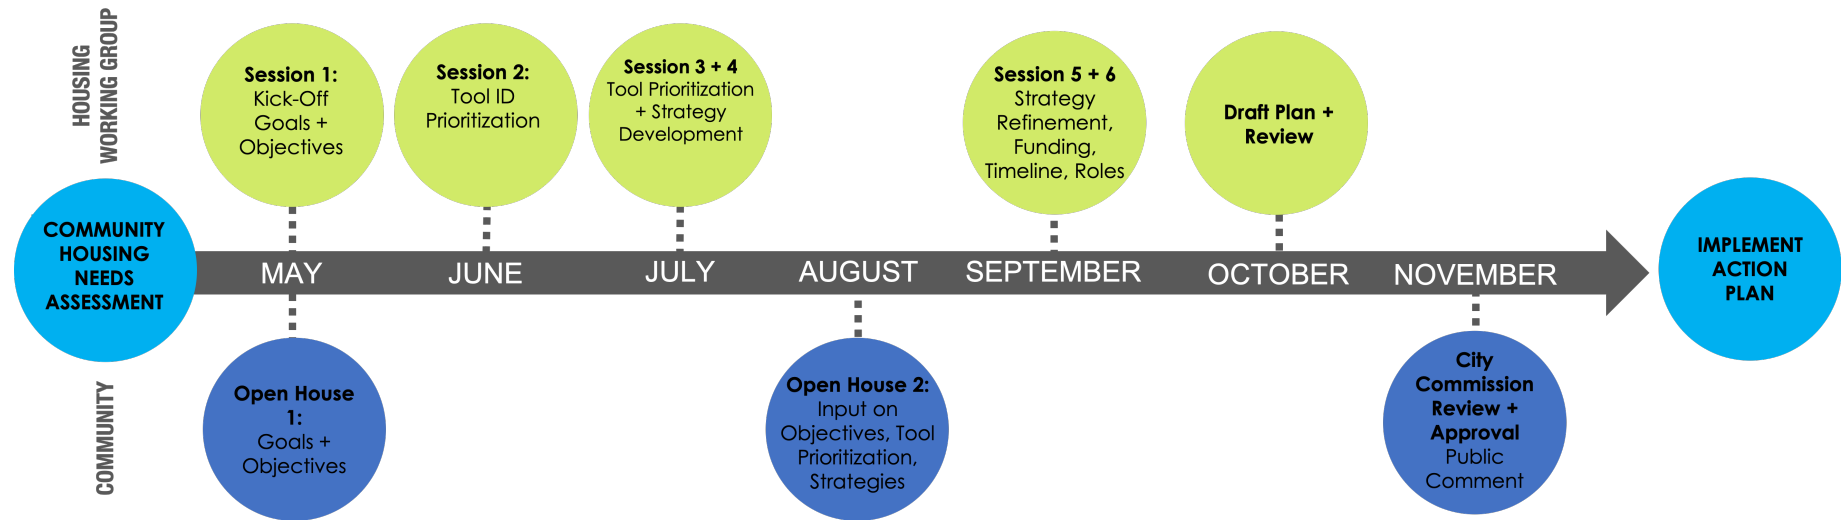 HOUSING
WORKING GROUP
Session 1:
Kick-Off
Goals +
Objectives
Session 2:
Tool ID
Prioritization
Session 3 + 4
Tool Prioritization
+ Strategy
Development
Session 5 + 6
Strategy
Refinement,
Funding,
Timeline, Roles
Draft Plan +
Review
COMMUNITY
HOUSING
NEEDS
ASSESSMENT
MAY
JUNE
JULY
AUGUST
SEPTEMBER
OCTOBER
NOVEMBER
IMPLEMENT
ACTION
PLAN
COMMUNITY
Open House
1:
Goals +
Objectives
Open House 2:
Input on
Objectives, Tool
Prioritization,
Strategies
City
Commission
Review +
Approval
Public
Comment